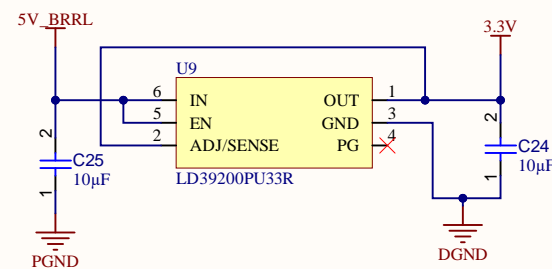 5V_BRRL
3.3V
U9
6 IN OUT 1
5 EN GND 3
2 ADJ/SENSE PG 4
LD39200PU33R
2
1
C25
10µF
2
1
C24
10µF
PGND
DGND